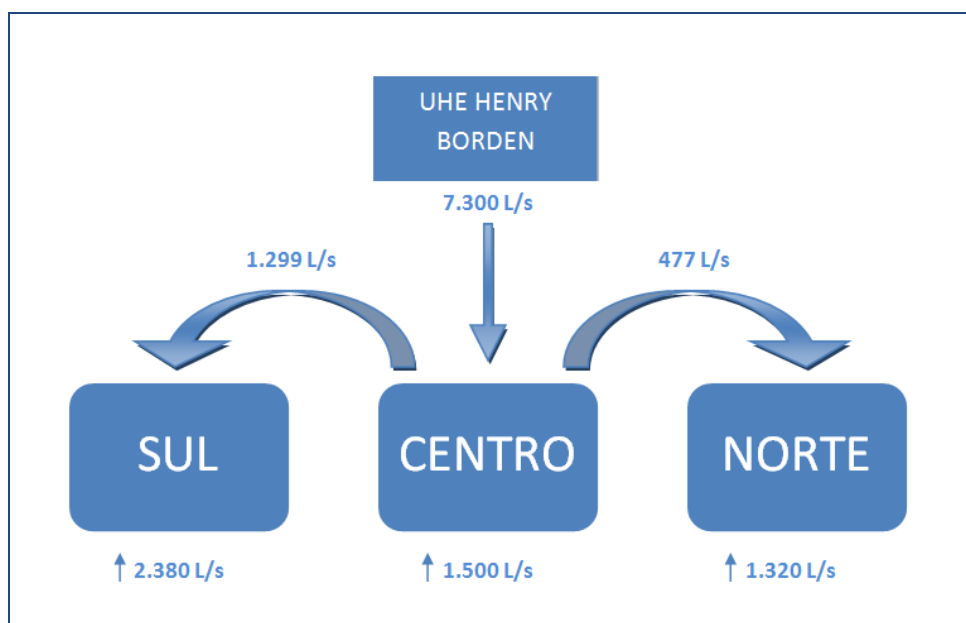 UHE HENRY
BORDEN
7.300 L/s
1.299 L/s
477 L/s
SUL
CENTRO
NORTE
2.380 L/s
1.500 L/s
1.320 L/s